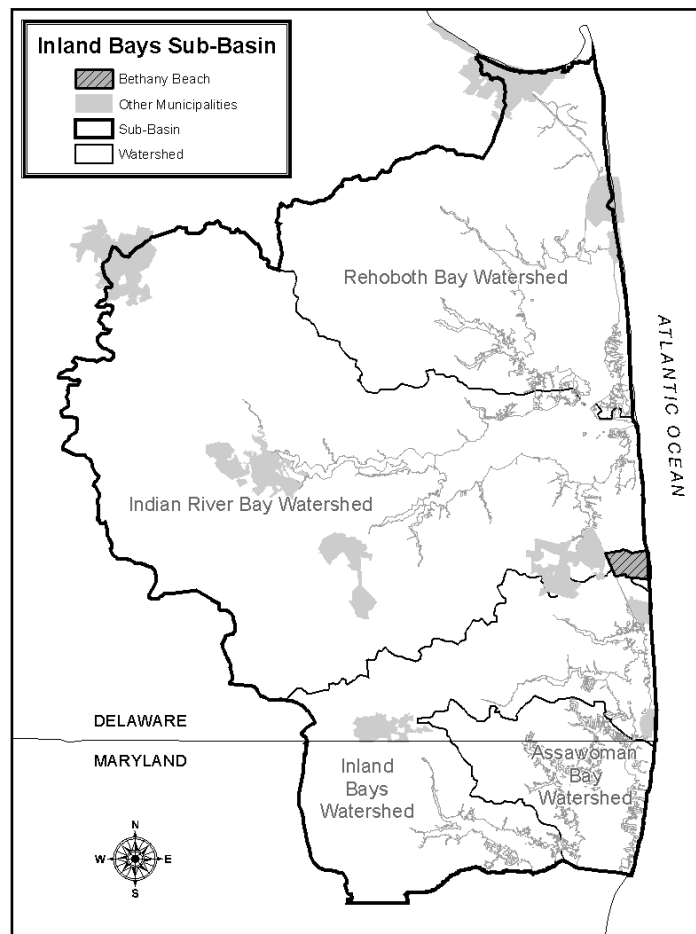 Inland Bays Sub-Basin
Bethany Beach
Other Municipalities
Sub-Basin
Watershed
Rehoboth Bay Watershed
ATLANTIC OCEAN
Indian River Bay Watershed
DELAWARE
MARYLAND
Inland
Bays
Watershed
Assawoman
Bay
Watershed
N
W
E
S